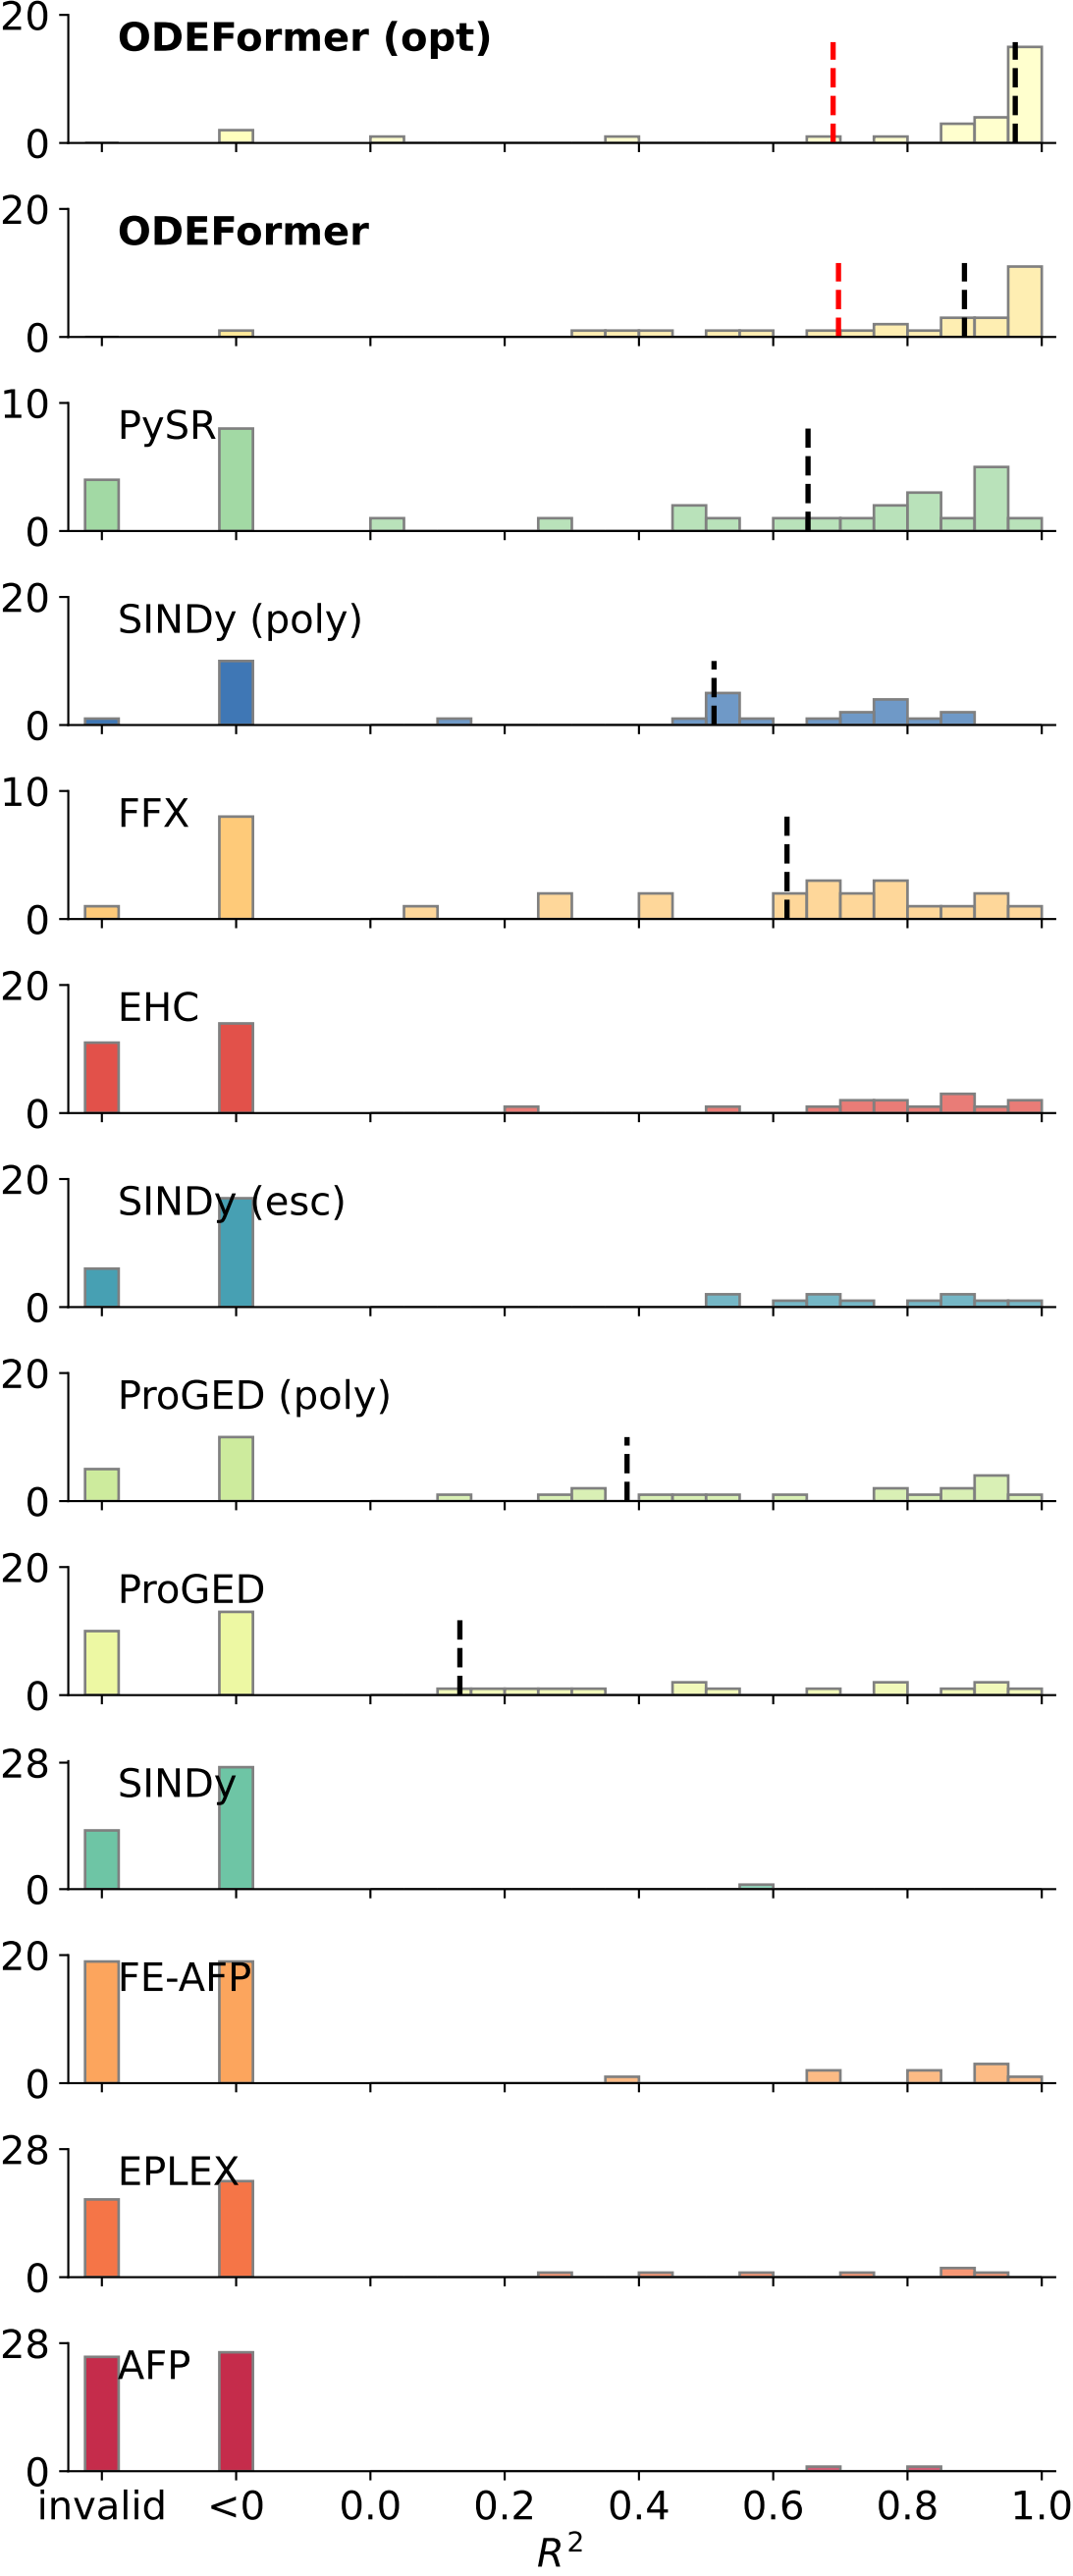 20
ODEFormer (opt)
0
20
ODEFormer
0
10
PySR
0
20
SINDy (poly)
0
10
FFX
0
20
EHC
0
20
SINDy (esc)
0
20
ProGED (poly)
0
20
ProGED
0
28
SINDy
0
20
FE-AFP
0
28
EPLEX
0
28
AFP
0
invalid <0 0.0 0.2 0.4 0.6 0.8 1.0
R²